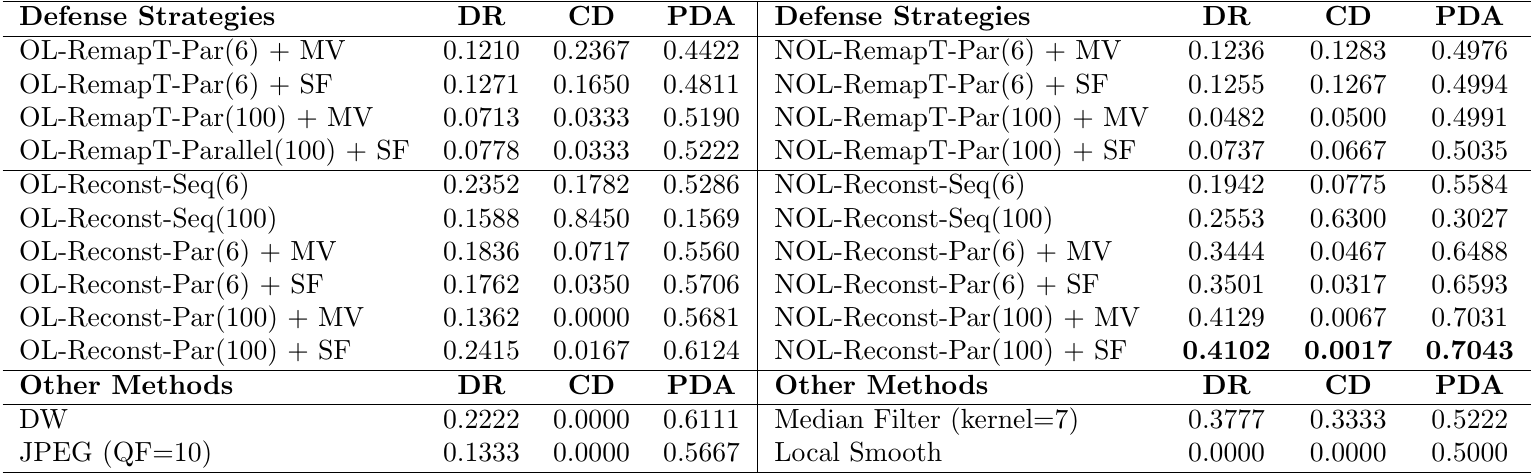 Defense Strategies DR CD PDA Defense Strategies DR CD PDA
OL-RemapT-Par(6) + MV 0.1210 0.2367 0.4422 NOL-RemapT-Par(6) + MV 0.1236 0.1283 0.4976
OL-RemapT-Par(6) + SF 0.1271 0.1650 0.4811 NOL-RemapT-Par(6) + SF 0.1255 0.1267 0.4994
OL-RemapT-Par(100) + MV 0.0713 0.0333 0.5190 NOL-RemapT-Par(100) + MV 0.0482 0.0500 0.4991
OL-RemapT-Parallel(100) + SF 0.0778 0.0333 0.5222 NOL-RemapT-Par(100) + SF 0.0737 0.0667 0.5035
OL-Reconst-Seq(6) 0.2352 0.1782 0.5286 NOL-Reconst-Seq(6) 0.1942 0.0775 0.5584
OL-Reconst-Seq(100) 0.1588 0.8450 0.1569 NOL-Reconst-Seq(100) 0.2553 0.6300 0.3027
OL-Reconst-Par(6) + MV 0.1836 0.0717 0.5560 NOL-Reconst-Par(6) + MV 0.3444 0.0467 0.6488
OL-Reconst-Par(6) + SF 0.1762 0.0350 0.5706 NOL-Reconst-Par(6) + SF 0.3501 0.0317 0.6593
OL-Reconst-Par(100) + MV 0.1362 0.0000 0.5681 NOL-Reconst-Par(100) + MV 0.4129 0.0067 0.7031
OL-Reconst-Par(100) + SF 0.2415 0.0167 0.6124 NOL-Reconst-Par(100) + SF 0.4102 0.0017 0.7043
Other Methods DR CD PDA Other Methods DR CD PDA
DW 0.2222 0.0000 0.6111 Median Filter (kernel=7) 0.3777 0.3333 0.5222
JPEG (QF=10) 0.1333 0.0000 0.5667 Local Smooth 0.0000 0.0000 0.5000